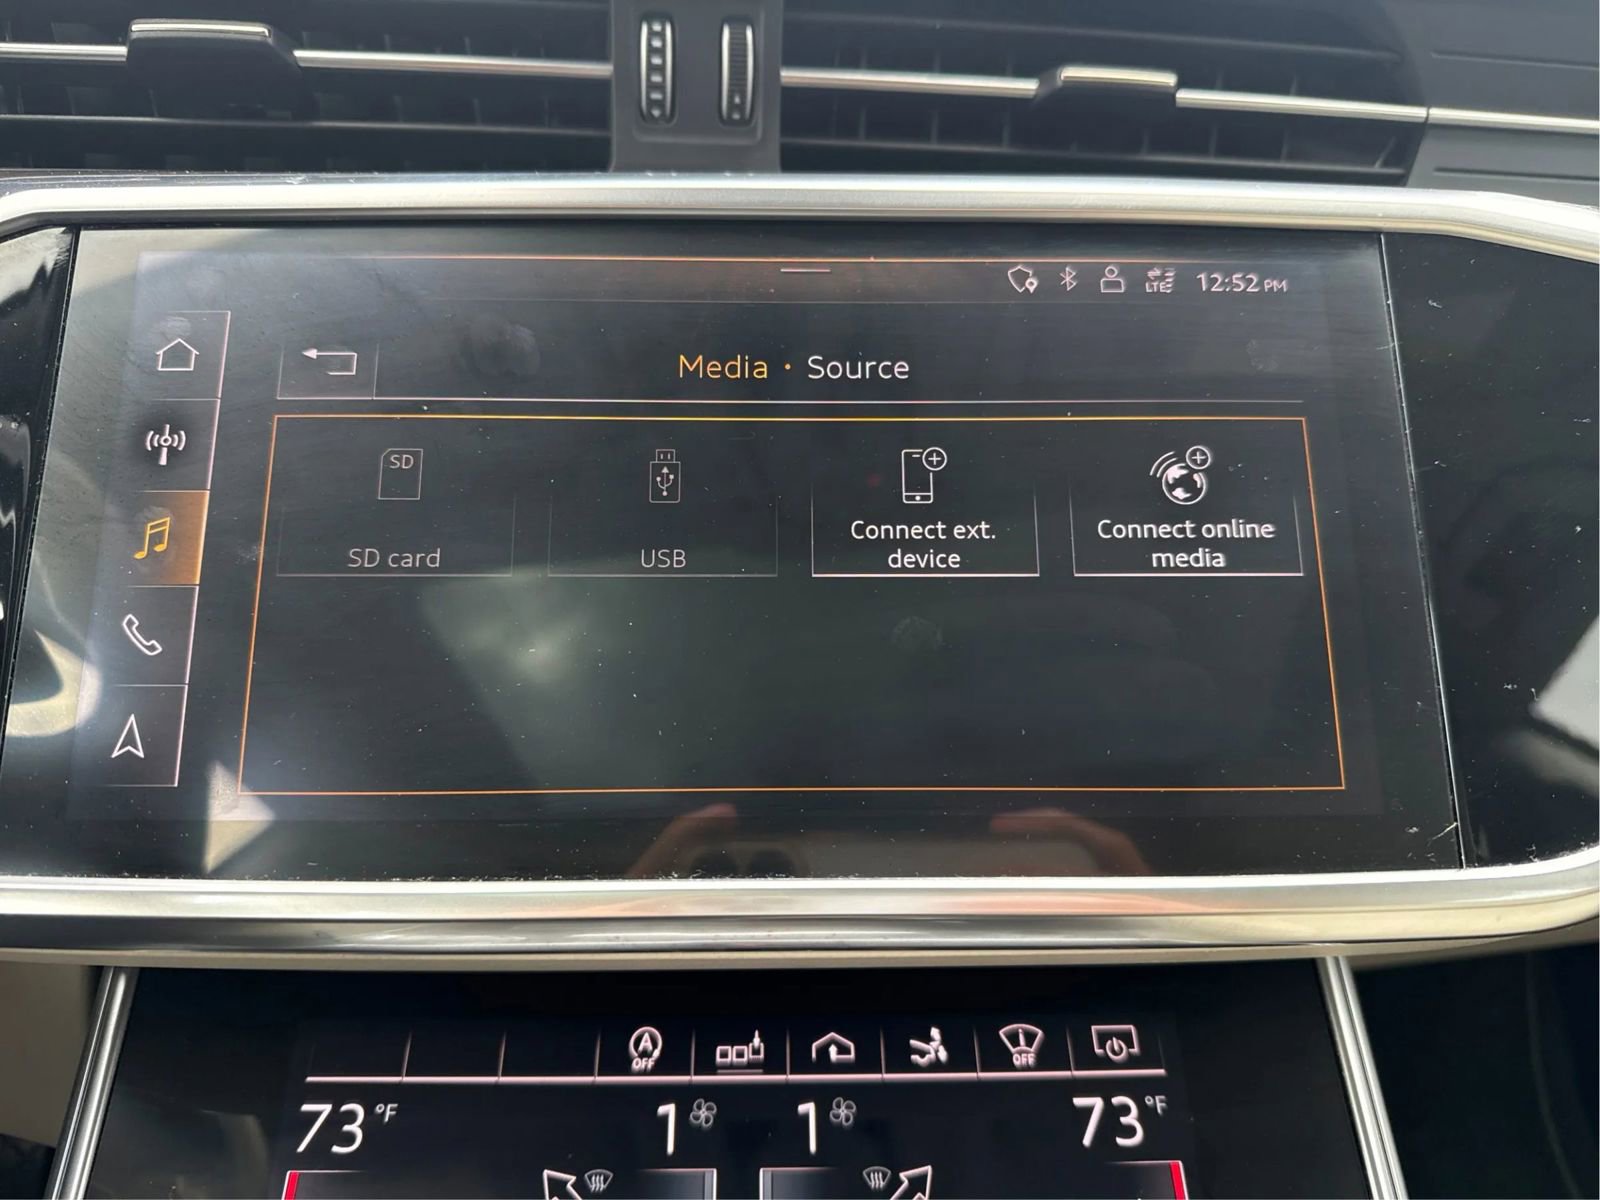 LTE 12:52 PM
Media • Source
SD
SD card
USB
Connect ext.
device
Connect online
media
A
OFF
OFF
73°F
1
1
73°F